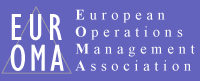 EUR
OMA
European
Operations
Management
Association